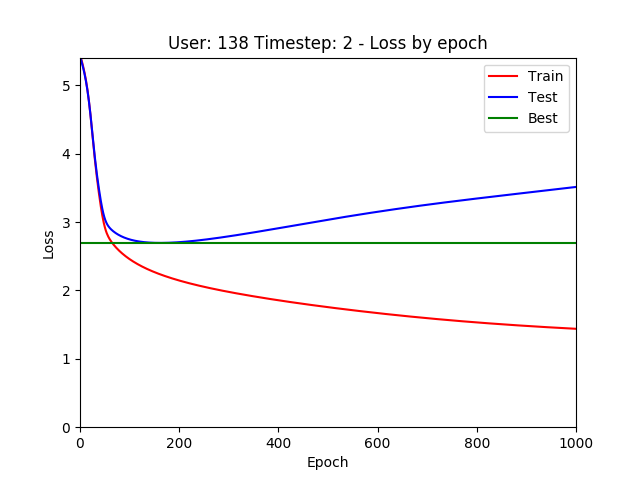 User: 138 Timestep: 2 - Loss by epoch
Train
Test
Best
5
4
3
2
1
0
Loss
0 200 400 600 800 1000
Epoch